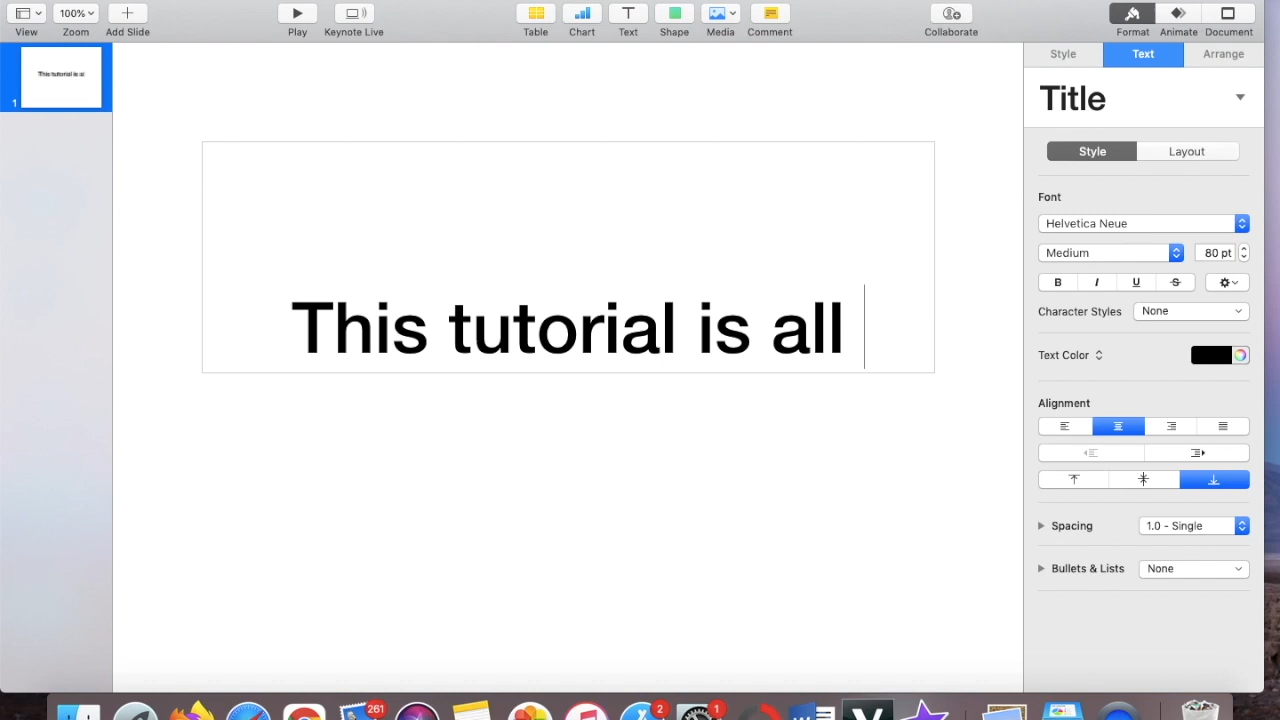 100%
View
Zoom
Add Slide
Play
Keynote Live
Table
Chart
Text
Shape
Media
Comment
Collaborate
Format
Animate
Document
This tutorial is al
1
This tutorial is all
Style
Text
Arrange
Title
Style
Layout
Font
Helvetica Neue
Medium
80 pt
B I U S
Character Styles
None
Text Color
Alignment
Spacing
1.0 - Single
Bullets & Lists
None
261
2
1